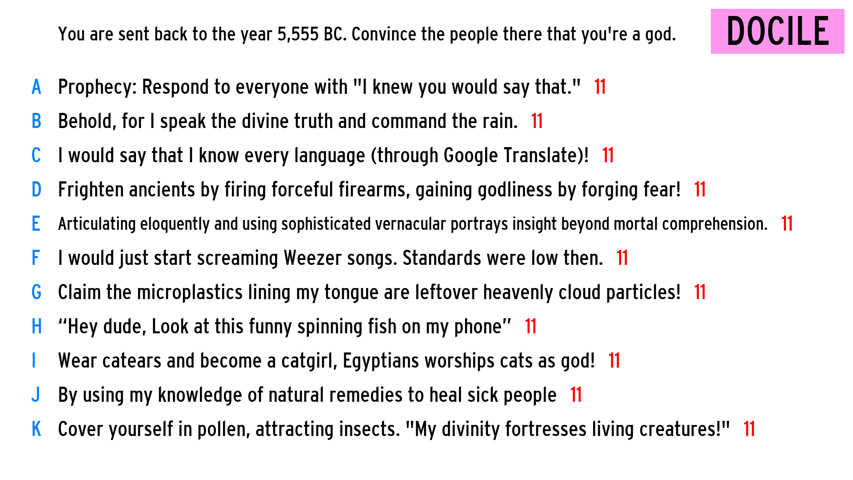 You are sent back to the year 5,555 BC. Convince the people there that you're a god.
DOCILE
A Prophecy: Respond to everyone with "I knew you would say that." 11
B Behold, for I speak the divine truth and command the rain. 11
C I would say that I know every language (through Google Translate)! 11
D Frighten ancients by firing forceful firearms, gaining godliness by forging fear! 11
E Articulating eloquently and using sophisticated vernacular portrays insight beyond mortal comprehension. 11
F I would just start screaming Weezer songs. Standards were low then. 11
G Claim the microplastics lining my tongue are leftover heavenly cloud particles! 11
H “Hey dude, Look at this funny spinning fish on my phone” 11
I Wear catears and become a catgirl, Egyptians worships cats as god! 11
J By using my knowledge of natural remedies to heal sick people 11
K Cover yourself in pollen, attracting insects. "My divinity fortresses living creatures!" 11